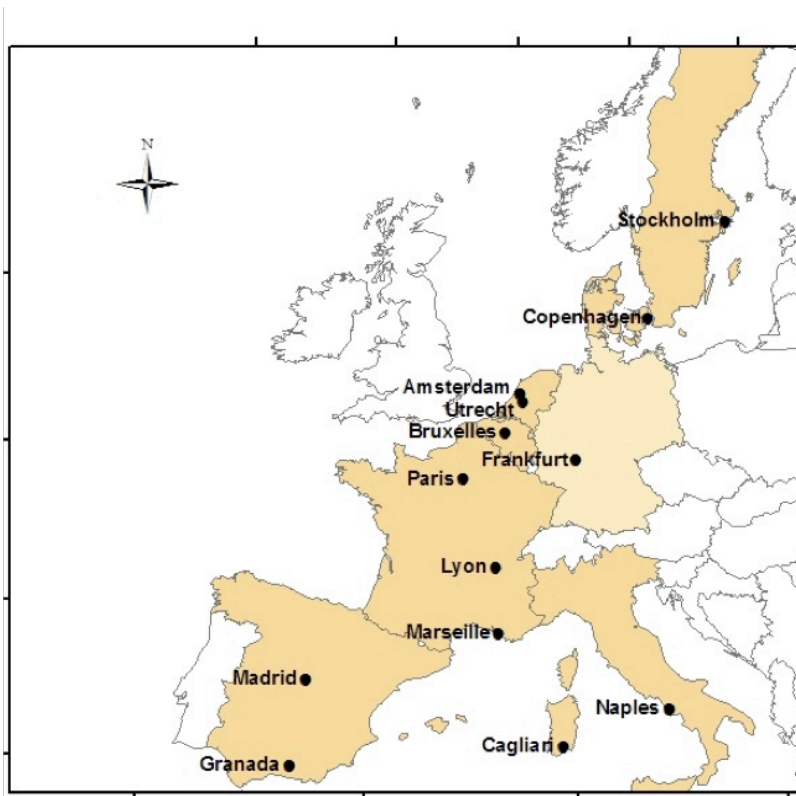 N
Stockholm
Copenhagen
Amsterdam
Utrecht
Bruxelles
Frankfurt
Paris
Lyon
Marseille
Madrid
Naples
Cagliari
Granada